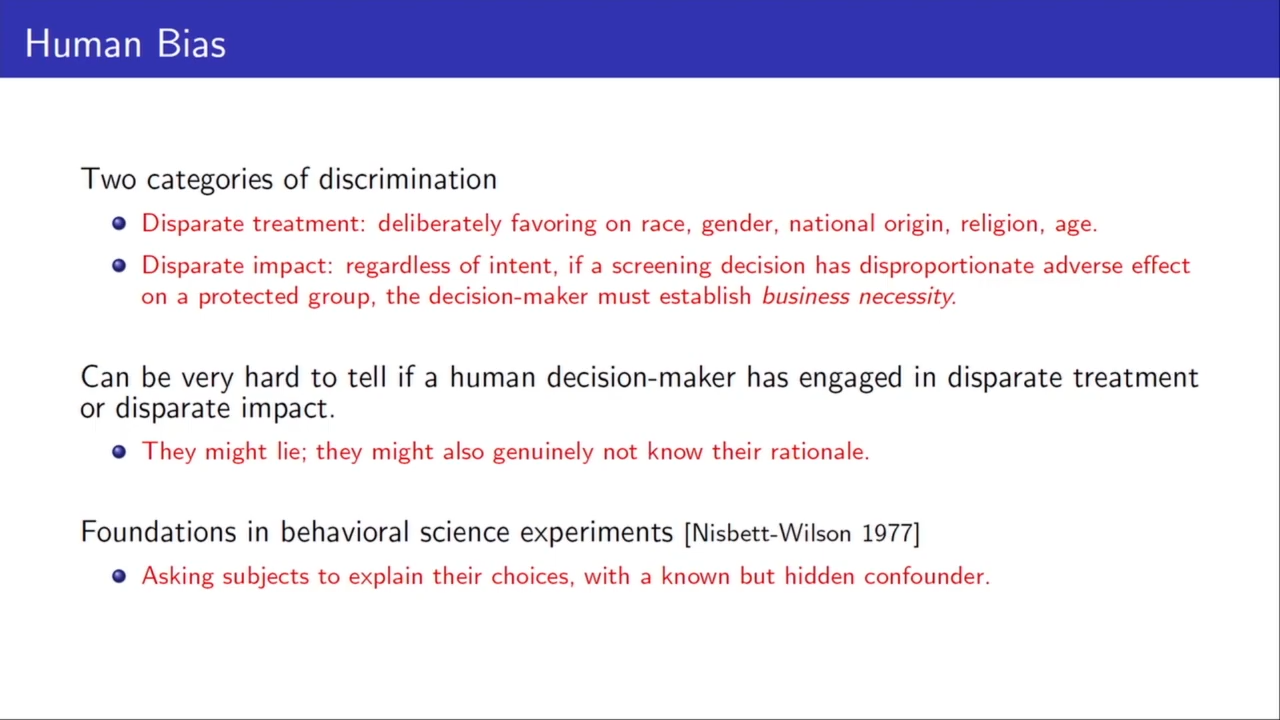 Human Bias
Two categories of discrimination
Disparate treatment: deliberately favoring on race, gender, national origin, religion, age.
Disparate impact: regardless of intent, if a screening decision has disproportionate adverse effect
on a protected group, the decision-maker must establish business necessity.
Can be very hard to tell if a human decision-maker has engaged in disparate treatment
or disparate impact.
They might lie; they might also genuinely not know their rationale.
Foundations in behavioral science experiments [Nisbett-Wilson 1977]
Asking subjects to explain their choices, with a known but hidden confounder.